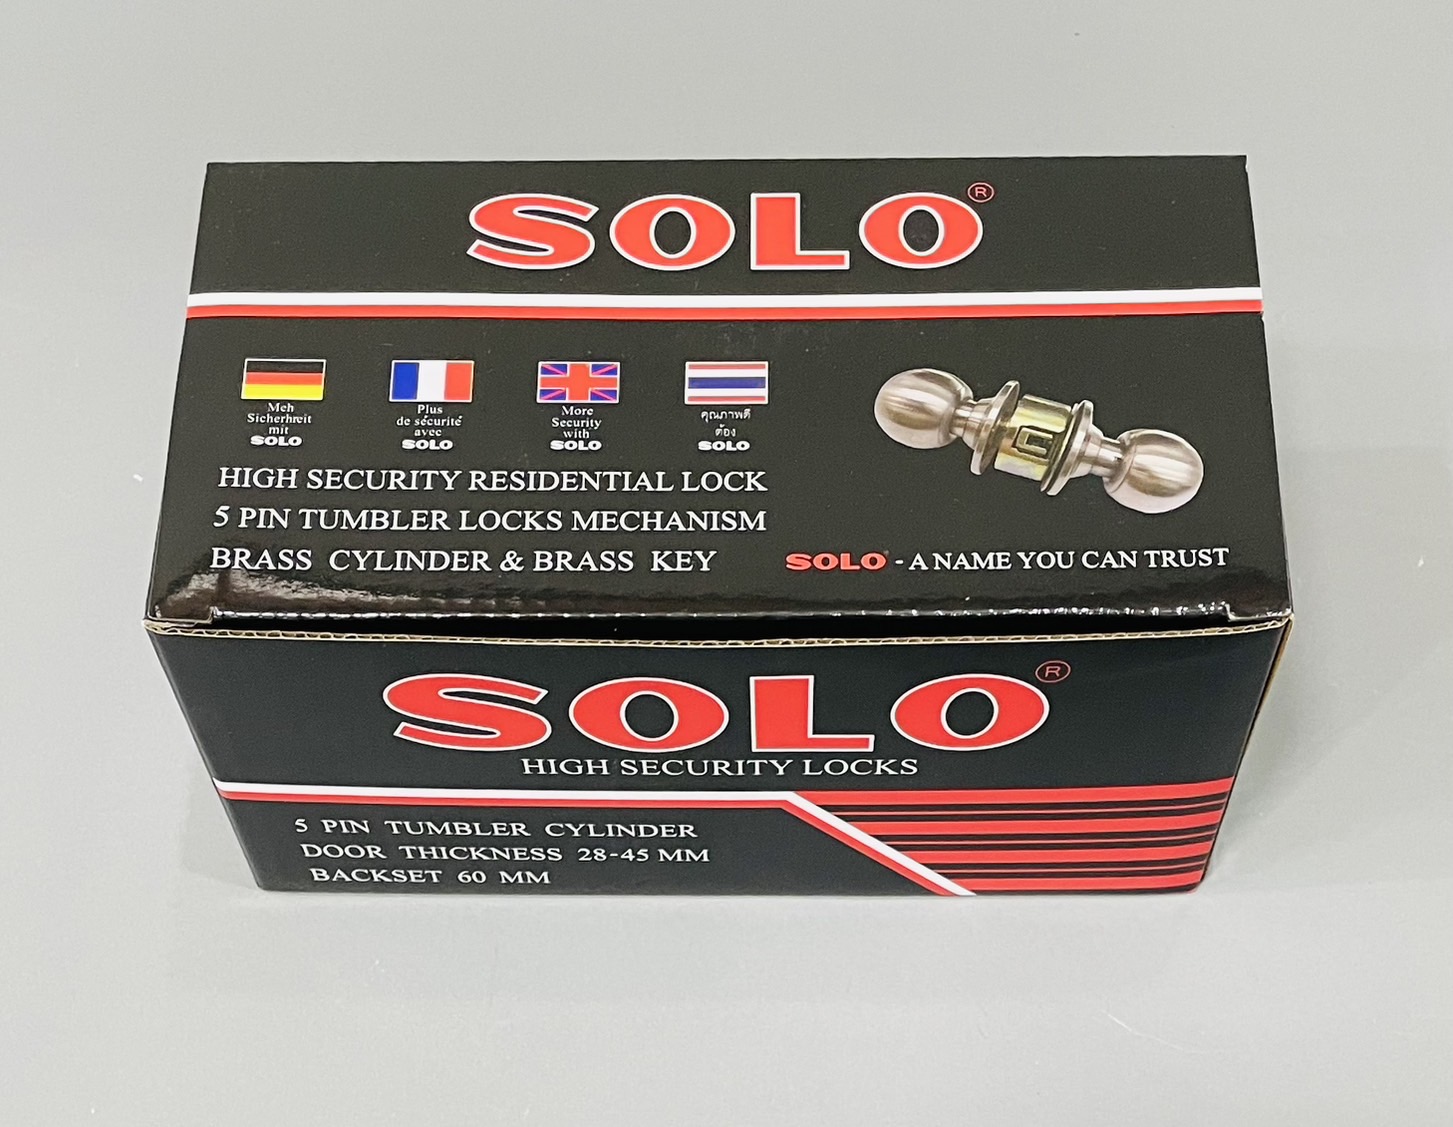 SOLO®
Meh
Sicherhreit
mit
SOLO
Plus
de sécurité
avec
SOLO
More
Security
with
SOLO
คุณภาพดี
ต้อง
SOLO
HIGH SECURITY RESIDENTIAL LOCK
5 PIN TUMBLER LOCKS MECHANISM
BRASS CYLINDER & BRASS KEY
SOLO - A NAME YOU CAN TRUST
SOLO®
HIGH SECURITY LOCKS
5 PIN TUMBLER CYLINDER
DOOR THICKNESS 28-45 MM
BACKSET 60 MM